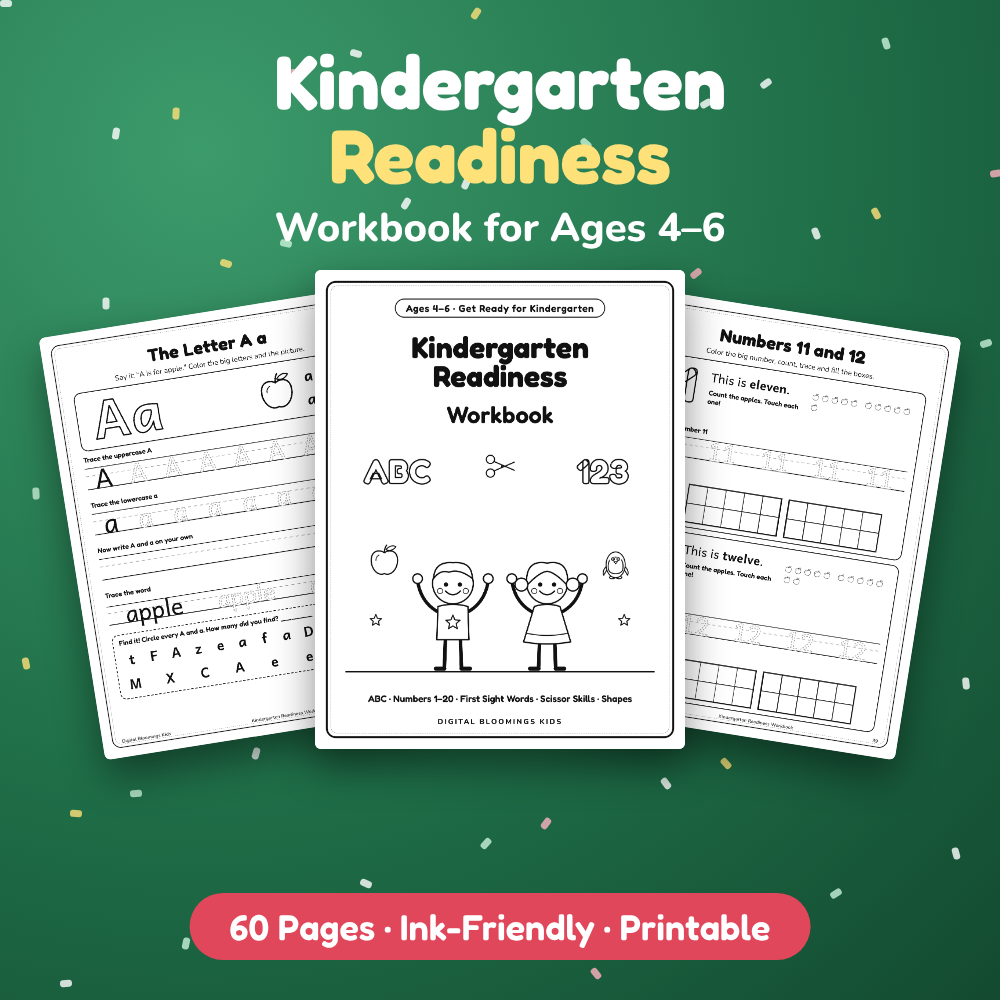 Kindergarten
Readiness
Workbook for Ages 4–6
The Letter A a
Say it: "A is for apple." Color the big letters and the picture.
Aa
a
a
Trace the uppercase A
A A A A A A A
Trace the lowercase a
a a a a a a
Now write A and a on your own
Trace the word
apple apple
Find it! Circle every A and a. How many did you find?
t F A z e a f a D
M X C A e e
Digital Bloomings Kids
Kindergarten Readiness
Ages 4–6 · Get Ready for Kindergarten
Kindergarten
Readiness
Workbook
ABC
123
ABC · Numbers 1–20 · First Sight Words · Scissor Skills · Shapes
DIGITAL BLOOMINGS KIDS
Numbers 11 and 12
Color the big number, count, trace and fill the boxes.
This is eleven.
Count the apples. Touch each
one!
11
11 11 11 11
This is twelve.
Count the apples. Touch each
12 12 12 12
Kindergarten Readiness Workbook
60 Pages · Ink-Friendly · Printable